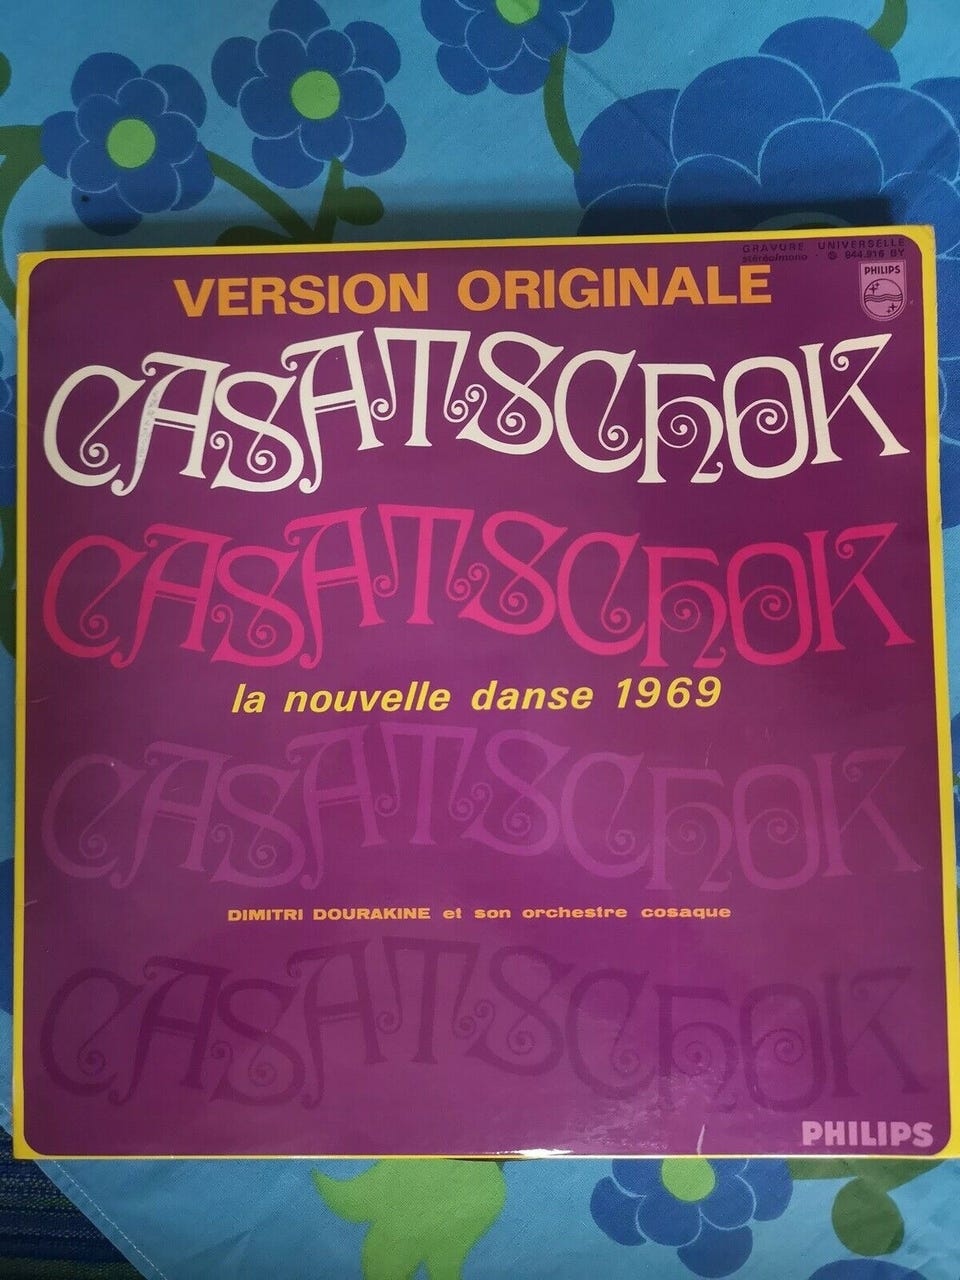 GRAVURE UNIVERSELLE
stéréo/mono · Ⓢ 844.916 BY
VERSION ORIGINALE
PHILIPS
CASATSCHOK
CASATSCHOK
la nouvelle danse 1969
CASATSCHOK
DIMITRI DOURAKINE et son orchestre cosaque
CASATSCHOK
PHILIPS